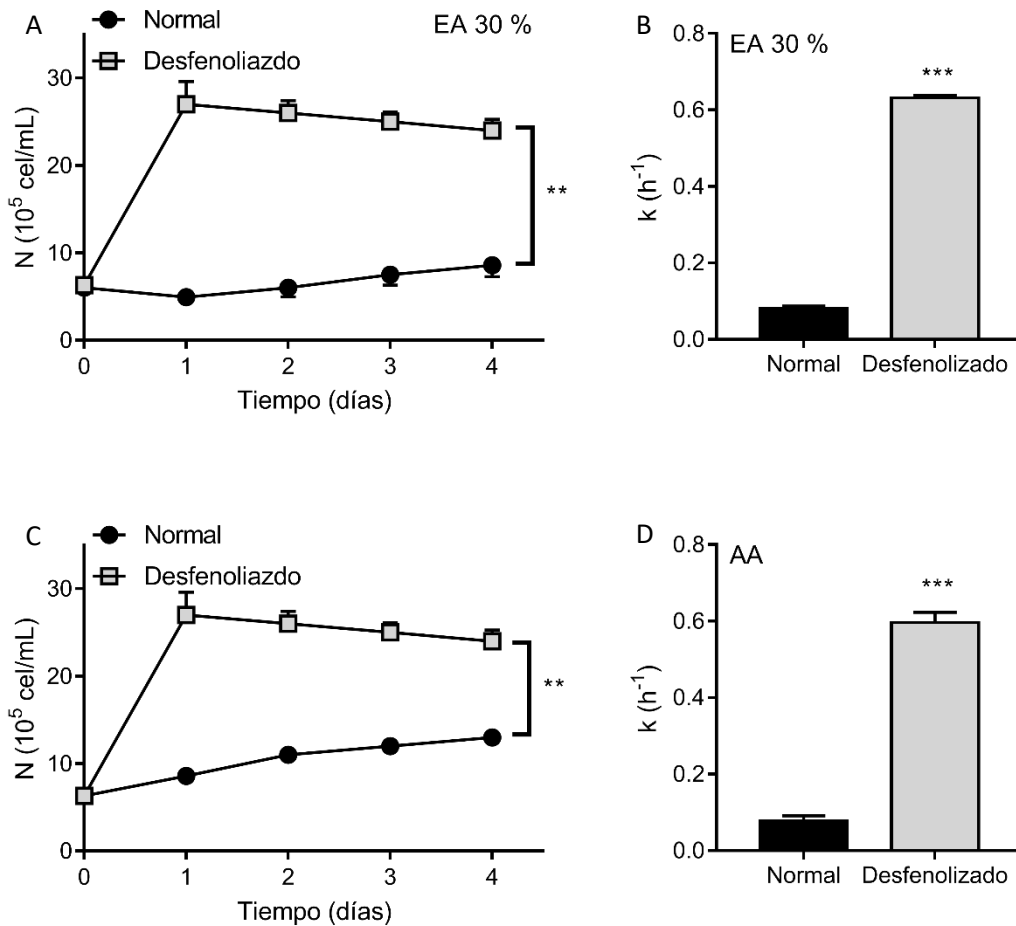 A
Normal
EA 30 %
Desfenoliazdo
30
20
10
0
N (10⁵ cel/mL)
**
0 1 2 3 4
Tiempo (días)
B
EA 30 %
0.8
0.6
0.4
0.2
0.0
k (h⁻¹)
***
Normal Desfenolizado
C
Normal
Desfenoliazdo
30
20
10
0
N (10⁵ cel/mL)
**
0 1 2 3 4
Tiempo (días)
D
AA
0.8
0.6
0.4
0.2
0.0
k (h⁻¹)
***
Normal Desfenolizado